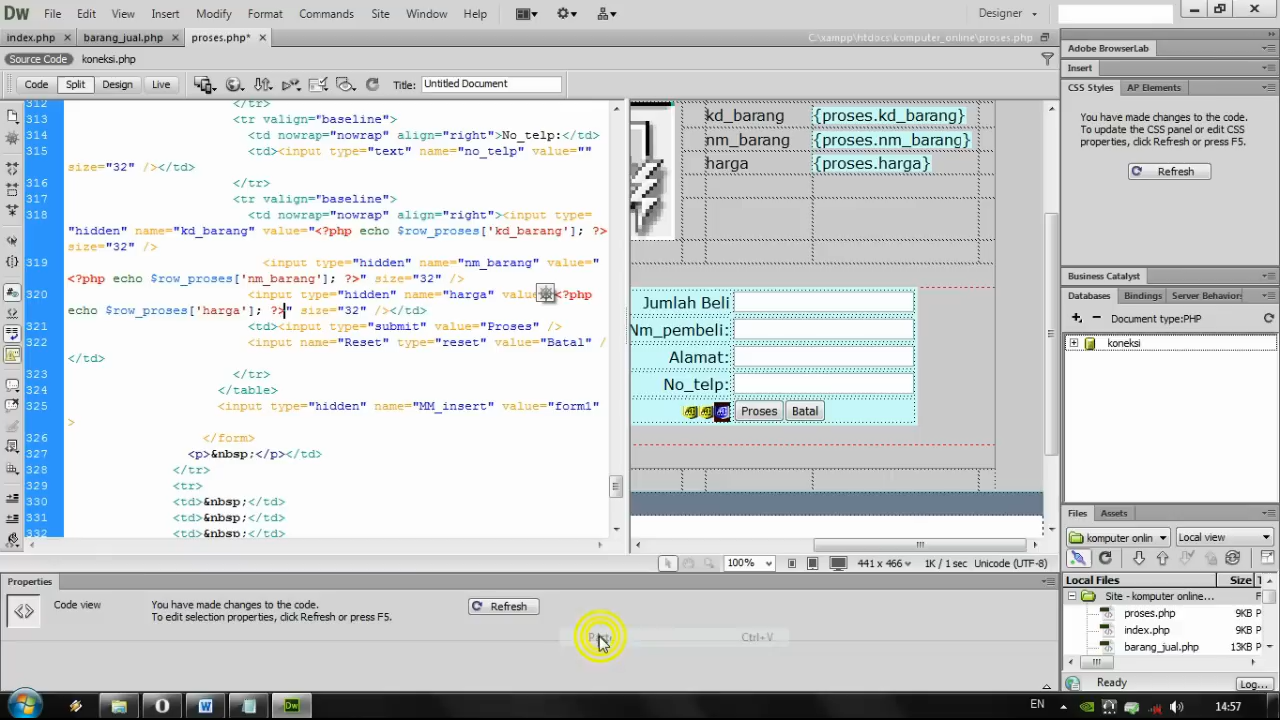 Dw File Edit View Insert Modify Format Commands Site Window Help Designer
index.php × barang_jual.php × proses.php* × C:\xampp\htdocs\komputer_online\proses.php
Source Code koneksi.php
Code Split Design Live Title: Untitled Document
312 </tr>
313 <tr valign="baseline">
314 <td nowrap="nowrap" align="right">No_telp:</td>
315 <td><input type="text" name="no_telp" value=""
size="32" /></td>
316 </tr>
317 <tr valign="baseline">
318 <td nowrap="nowrap" align="right"><input type=
"hidden" name="kd_barang" value="<?php echo $row_proses['kd_barang']; ?>
size="32" />
319 <input type="hidden" name="nm_barang" value="
<?php echo $row_proses['nm_barang']; ?>" size="32" />
320 <input type="hidden" name="harga" value <?php
echo $row_proses['harga']; ?>" size="32" /></td>
321 <td><input type="submit" value="Proses" />
322 <input name="Reset" type="reset" value="Batal" /
</td>
323 </tr>
324 </table>
325 <input type="hidden" name="MM_insert" value="form1"
>
326 </form>
327 <p>&nbsp;</p></td>
328 </tr>
329 <tr>
330 <td>&nbsp;</td>
331 <td>&nbsp;</td>
332 <td>&nbsp;</td>
kd_barang {proses.kd_barang}
nm_barang {proses.nm_barang}
harga {proses.harga}
Jumlah Beli
Nm_pembeli:
Alamat:
No_telp:
Proses Batal
100% 441 x 466 1K / 1 sec Unicode (UTF-8)
Adobe BrowserLab
Insert
CSS Styles AP Elements
You have made changes to the code.
To update the CSS panel or edit CSS
properties, click Refresh or press F5.
Refresh
Business Catalyst
Databases Bindings Server Behaviors
Document type:PHP
koneksi
Files Assets
komputer onlin Local view
Local Files Size
Site - komputer online...
proses.php 9KB
index.php 9KB
barang_jual.php 13KB
Ready Log...
Properties
Code view You have made changes to the code.
To edit selection properties, click Refresh or press F5.
Refresh
Ctrl+V
EN 14:57